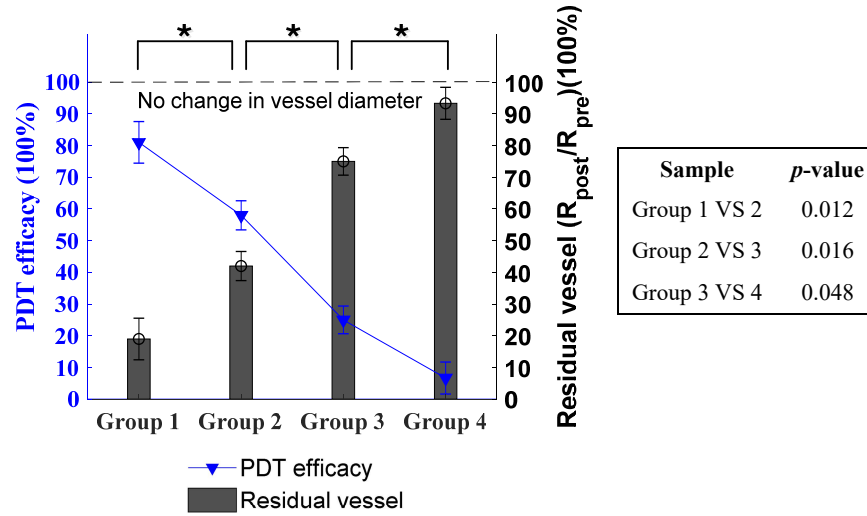 * * *
No change in vessel diameter
PDT efficacy (100%)
100
90
80
70
60
50
40
30
20
10
0
100
90
80
70
60
50
40
30
20
10
0
Residual vessel (Rpost/Rpre)(100%)
Group 1 Group 2 Group 3 Group 4
PDT efficacy
Residual vessel
Sample p-value
Group 1 VS 2 0.012
Group 2 VS 3 0.016
Group 3 VS 4 0.048